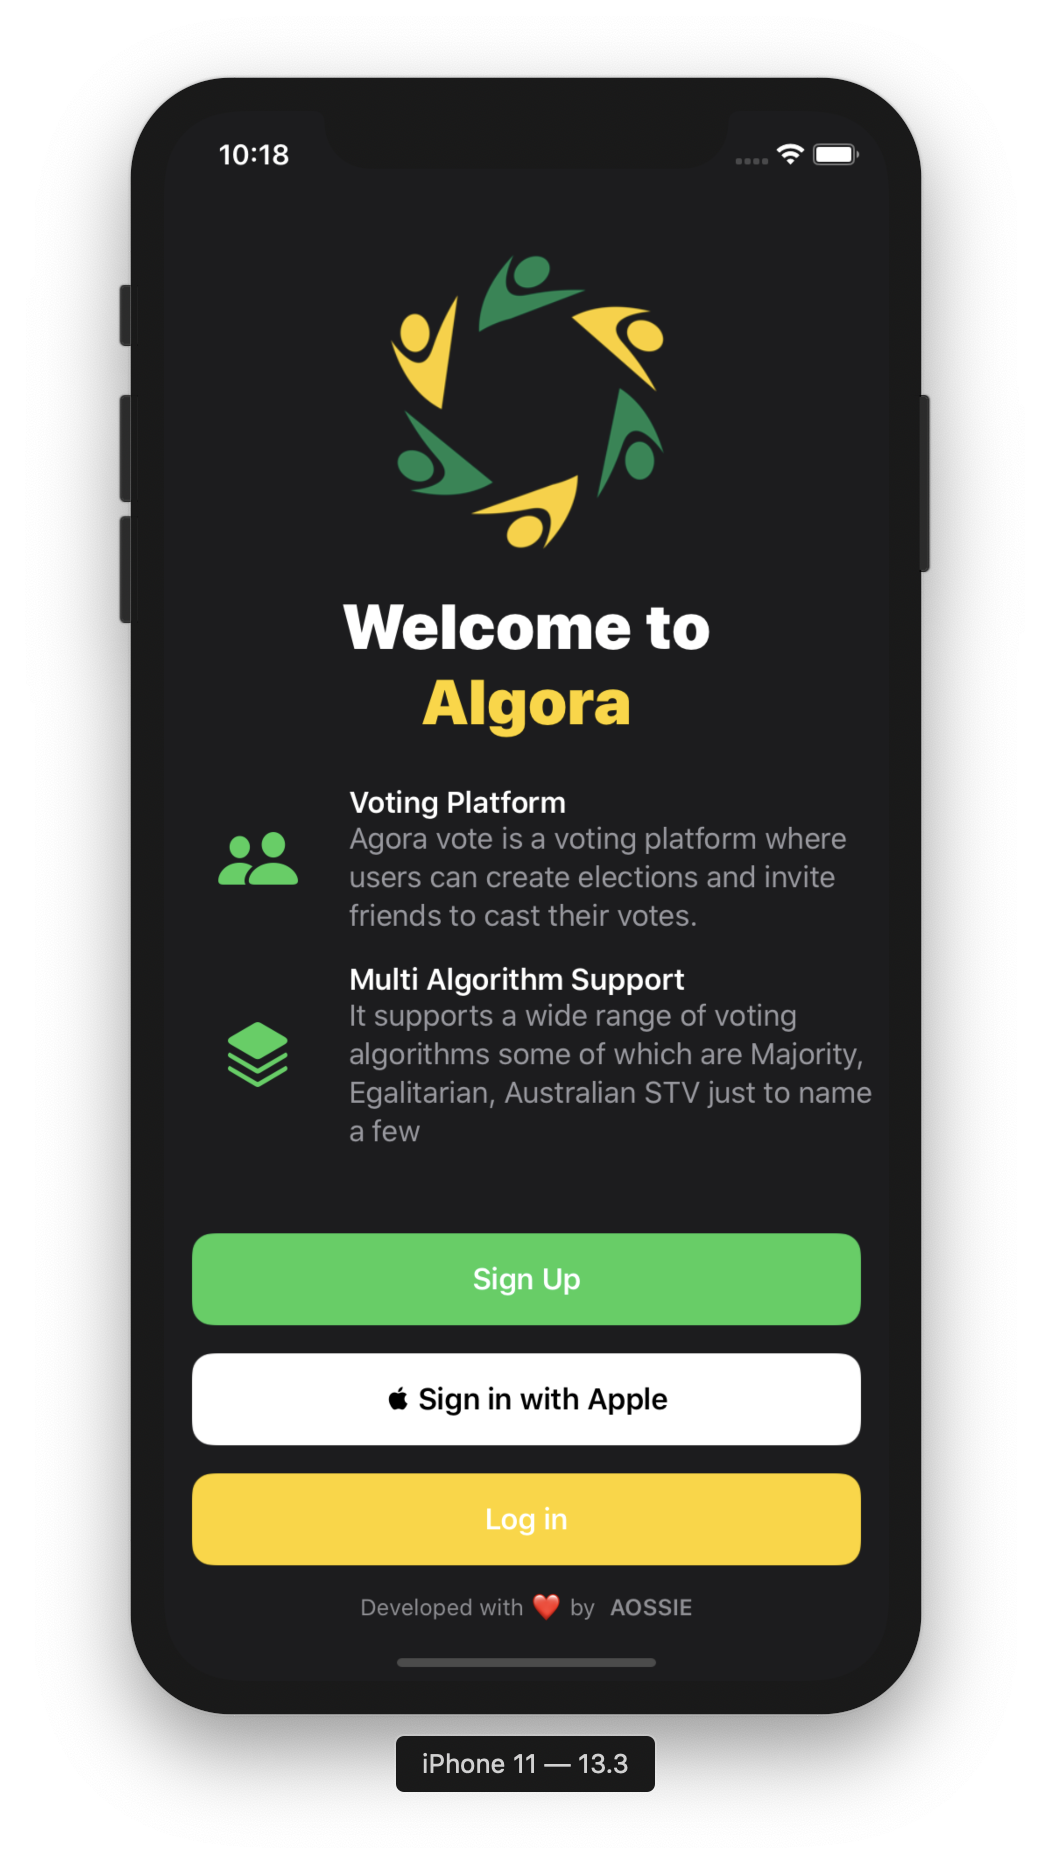 10:18
Welcome to
Algora
Voting Platform
Agora vote is a voting platform where
users can create elections and invite
friends to cast their votes.
Multi Algorithm Support
It supports a wide range of voting
algorithms some of which are Majority,
Egalitarian, Australian STV just to name
a few
Sign Up
Sign in with Apple
Log in
Developed with ❤️ by AOSSIE
iPhone 11 — 13.3